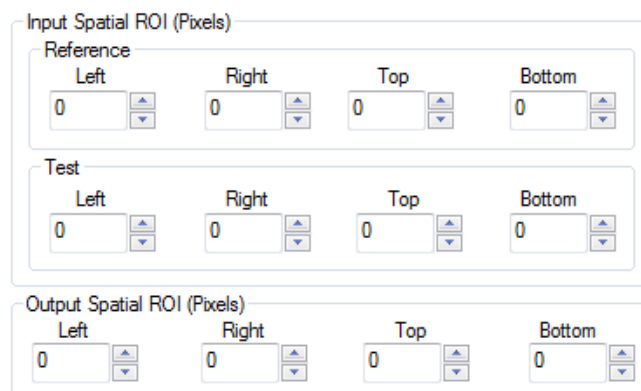 Input Spatial ROI (Pixels)
Reference
Left Right Top Bottom
0 0 0 0
Test
Left Right Top Bottom
0 0 0 0
Output Spatial ROI (Pixels)
Left Right Top Bottom
0 0 0 0